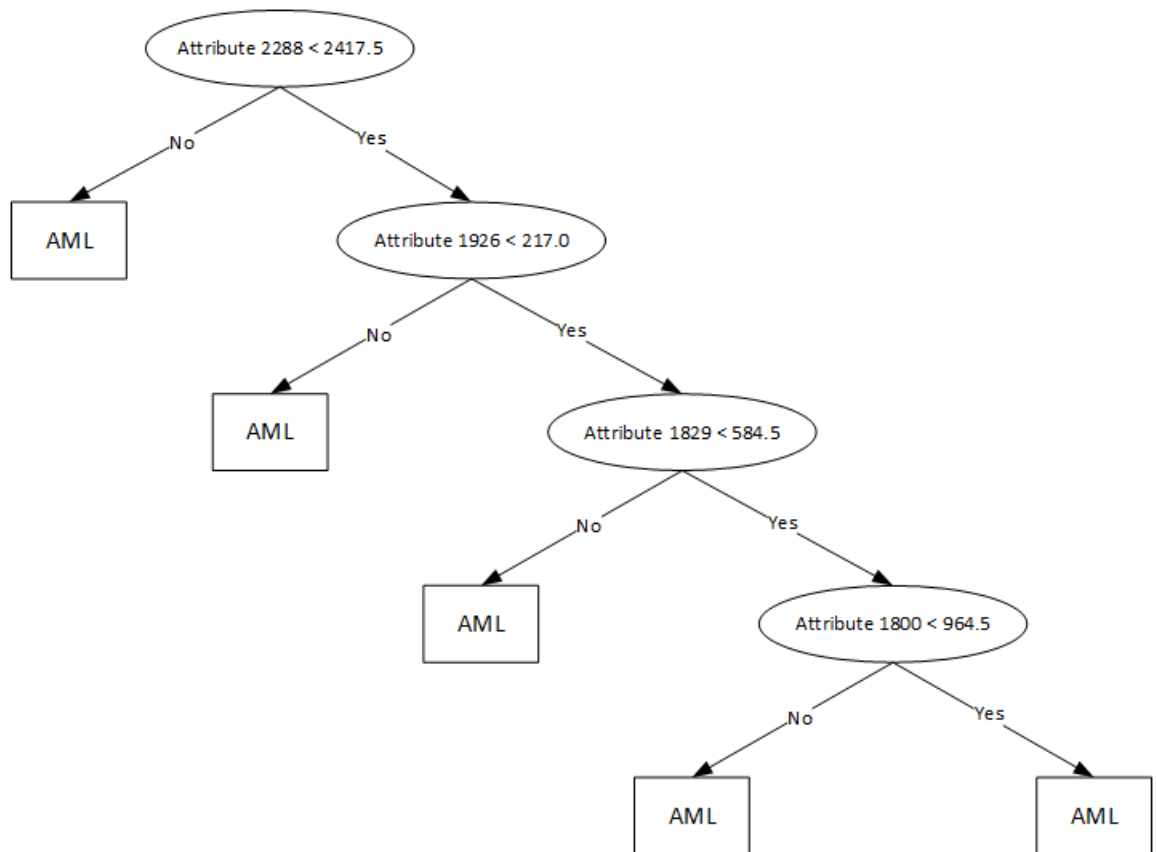 Attribute 2288 < 2417.5
No
Yes
AML
Attribute 1926 < 217.0
No
Yes
AML
Attribute 1829 < 584.5
No
Yes
AML
Attribute 1800 < 964.5
No
Yes
AML
AML